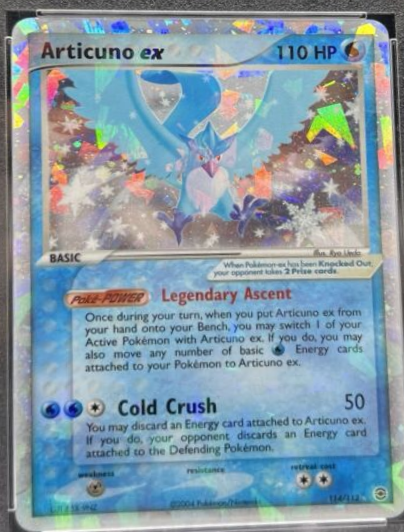 Articuno ex 110 HP
BASIC
Illus. Ryo Ueda
When Pokémon-ex has been Knocked Out,
your opponent takes 2 Prize cards.
Poké-POWER Legendary Ascent
Once during your turn, when you put Articuno ex from
your hand onto your Bench, you may switch 1 of your
Active Pokémon with Articuno ex. If you do, you may
also move any number of basic Energy cards
attached to your Pokémon to Articuno ex.
Cold Crush 50
You may discard an Energy card attached to Articuno ex.
If you do, your opponent discards an Energy card
attached to the Defending Pokémon.
weakness resistance retreat cost
©2004 Pokémon/Nintendo 114/112